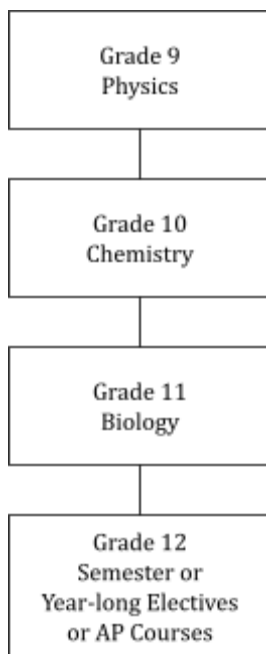 Grade 9
Physics
Grade 10
Chemistry
Grade 11
Biology
Grade 12
Semester or
Year-long Electives
or AP Courses